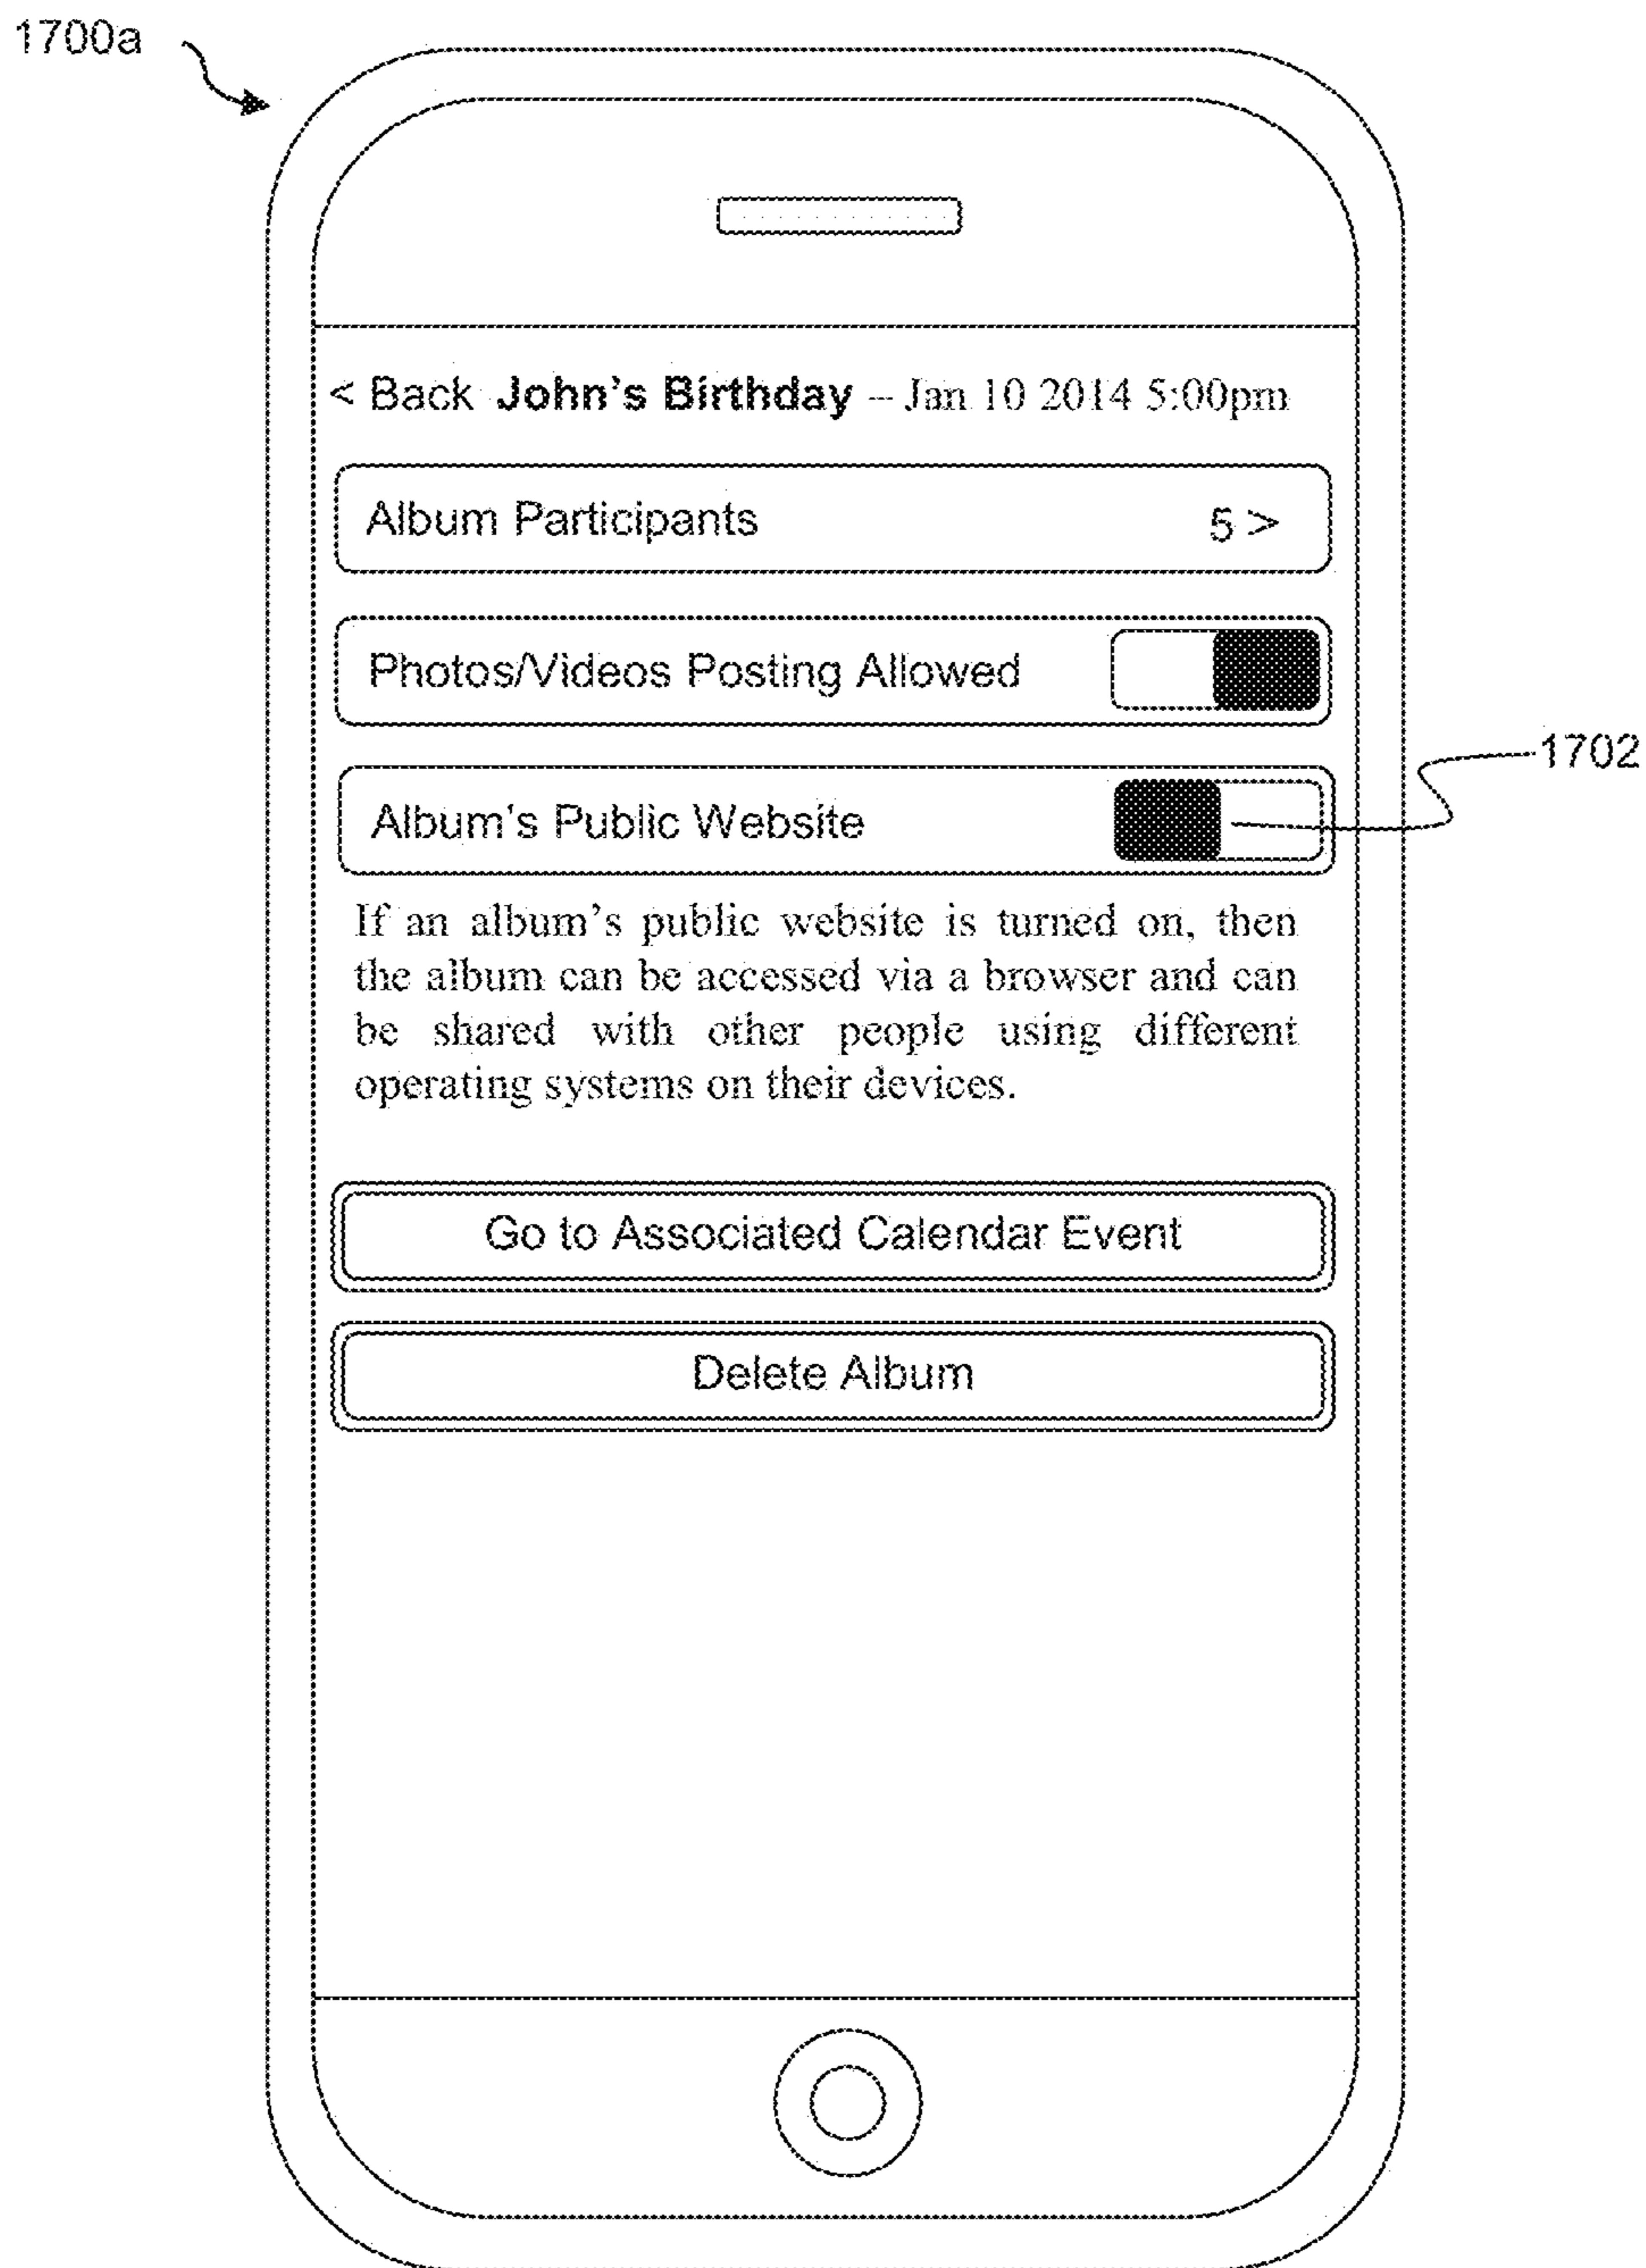 1700a
< Back John's Birthday – Jan 10 2014 5:00pm
Album Participants 5 >
Photos/Videos Posting Allowed
1702
Album's Public Website
If an album's public website is turned on, then
the album can be accessed via a browser and can
be shared with other people using different
operating systems on their devices.
Go to Associated Calendar Event
Delete Album